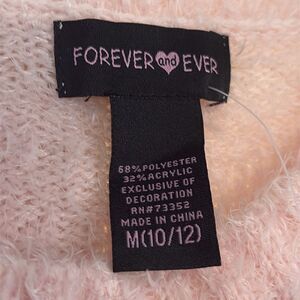 FOREVER and EVER
68% POLYESTER
32% ACRYLIC
EXCLUSIVE OF
DECORATION
RN#73352
MADE IN CHINA
M(10/12)